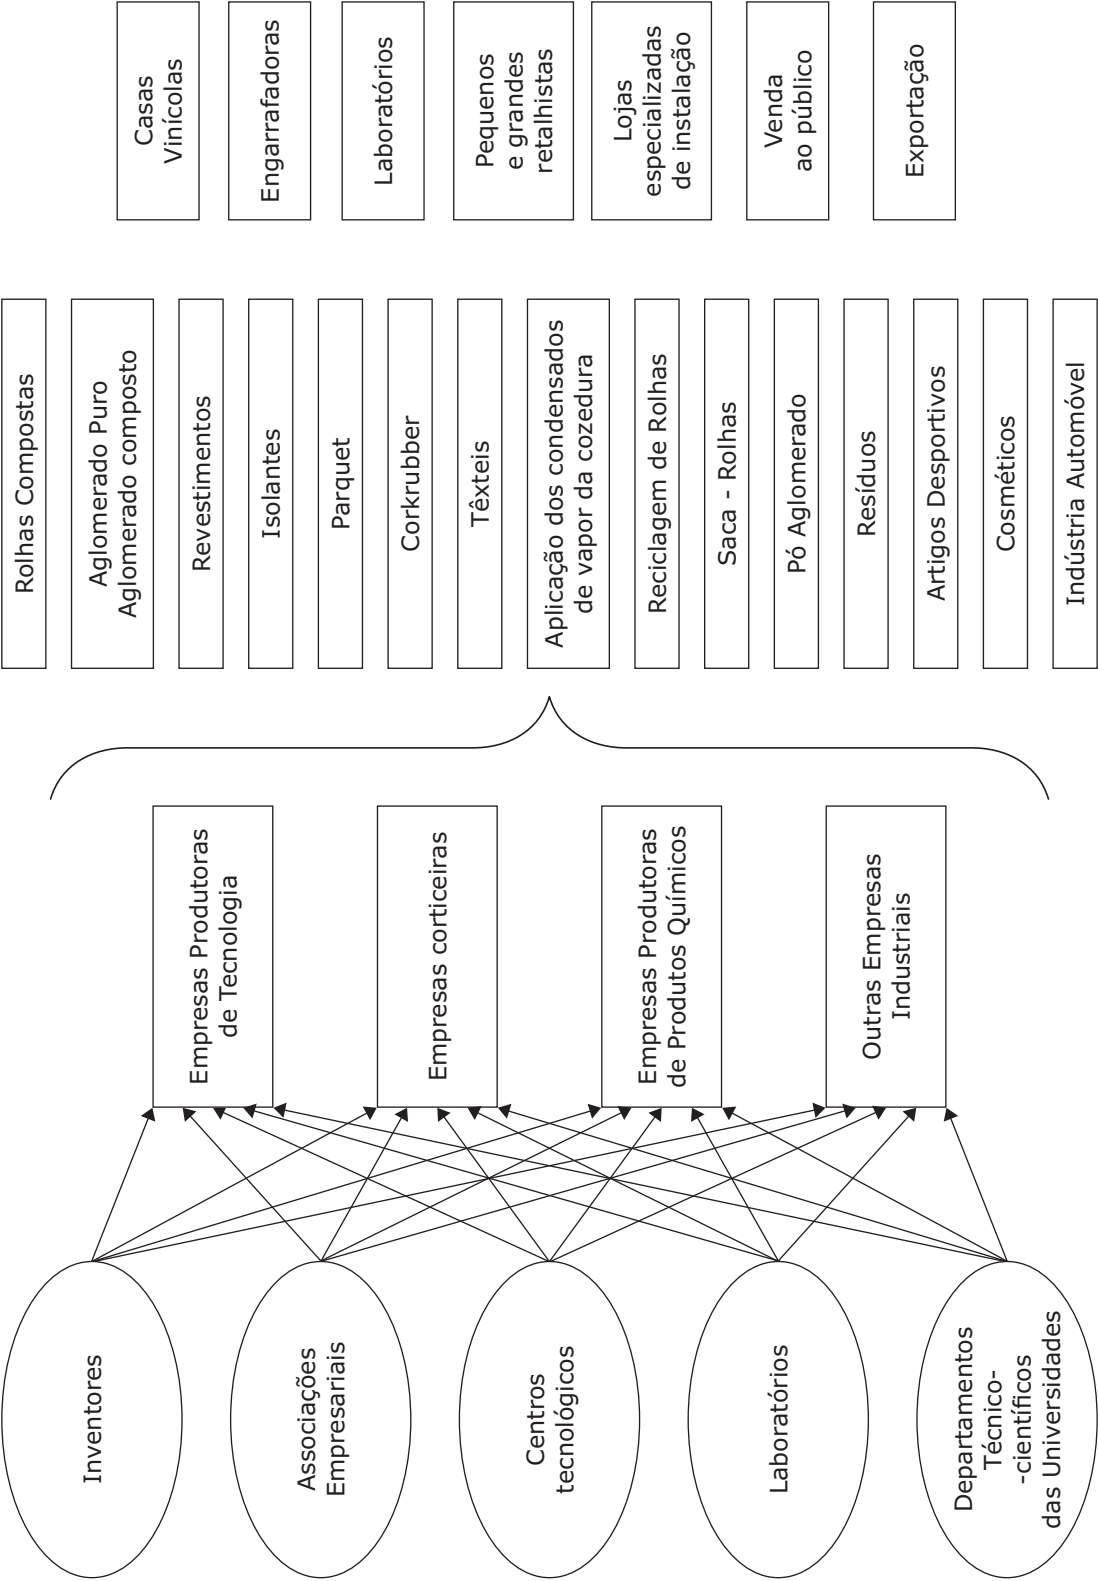 Inventores
Associações
Empresariais
Centros
tecnológicos
Laboratórios
Departamentos
Técnico-
-científicos
das Universidades
Empresas Produtoras
de Tecnologia
Empresas corticeiras
Empresas Produtoras
de Produtos Químicos
Outras Empresas
Industriais
Rolhas Compostas
Aglomerado Puro
Aglomerado composto
Revestimentos
Isolantes
Parquet
Corkrubber
Têxteis
Aplicação dos condensados
de vapor da cozedura
Reciclagem de Rolhas
Saca - Rolhas
Pó Aglomerado
Resíduos
Artigos Desportivos
Cosméticos
Indústria Automóvel
Casas
Vinícolas
Engarrafadoras
Laboratórios
Pequenos
e grandes
retalhistas
Lojas
especializadas
de instalação
Venda
ao público
Exportação